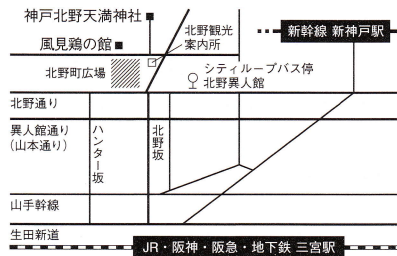 神戸北野天満神社
風見鶏の館
北野観光
案内所
新幹線 新神戸駅
北野町広場
シティループバス停
北野異人館
北野通り
異人館通り
(山本通り)
ハンター坂
北野坂
山手幹線
生田新道
JR・阪神・阪急・地下鉄 三宮駅